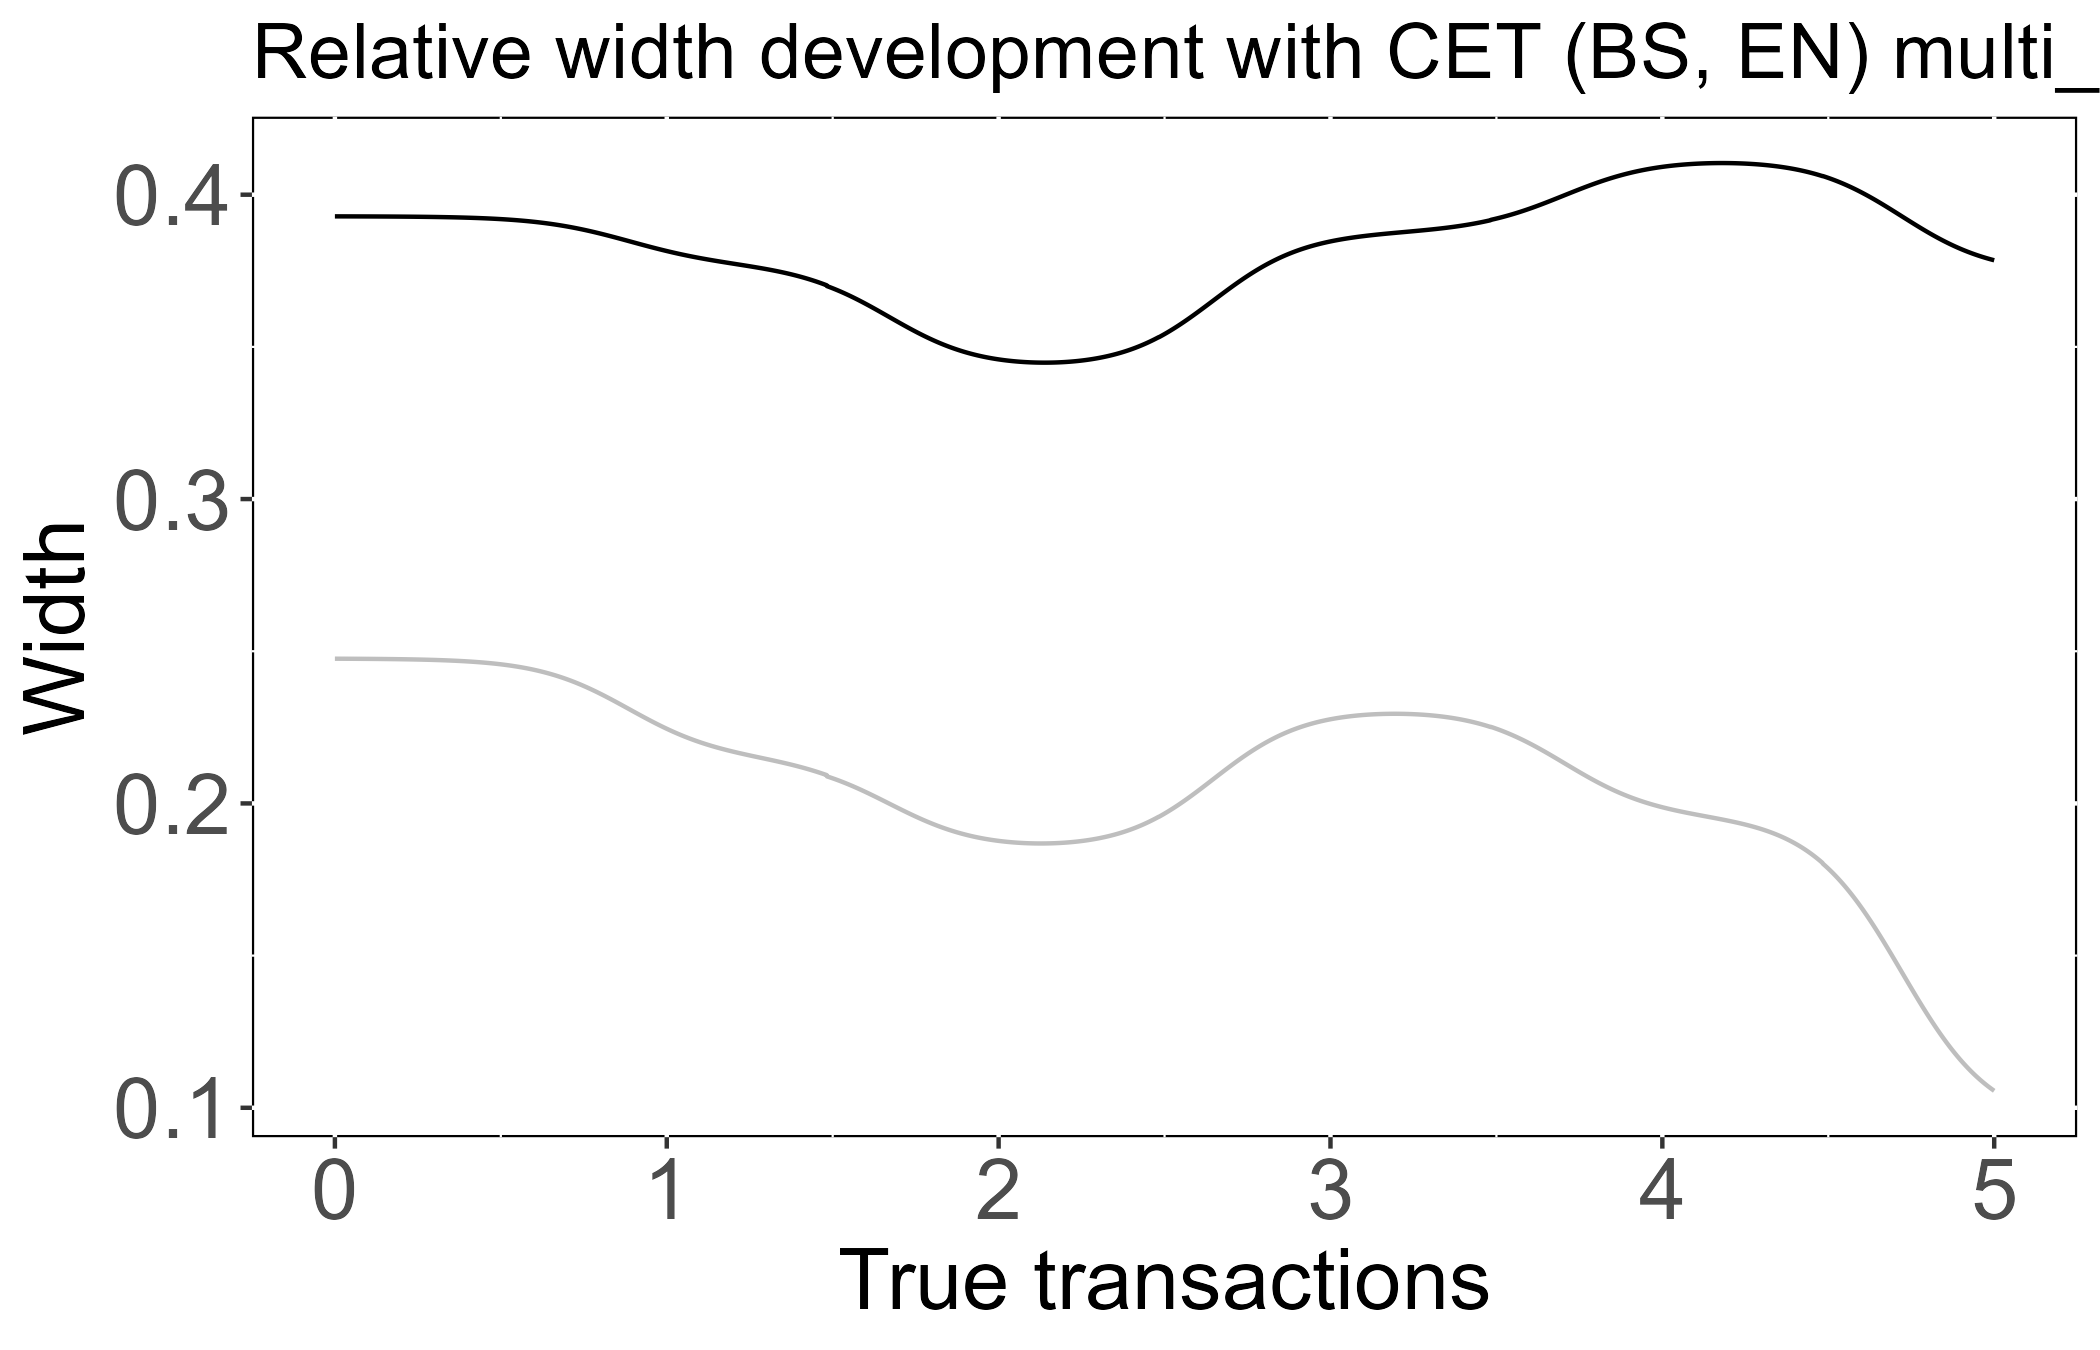 Relative width development with CET (BS, EN) multi_
Width
0.4
0.3
0.2
0.1
0 1 2 3 4 5
True transactions